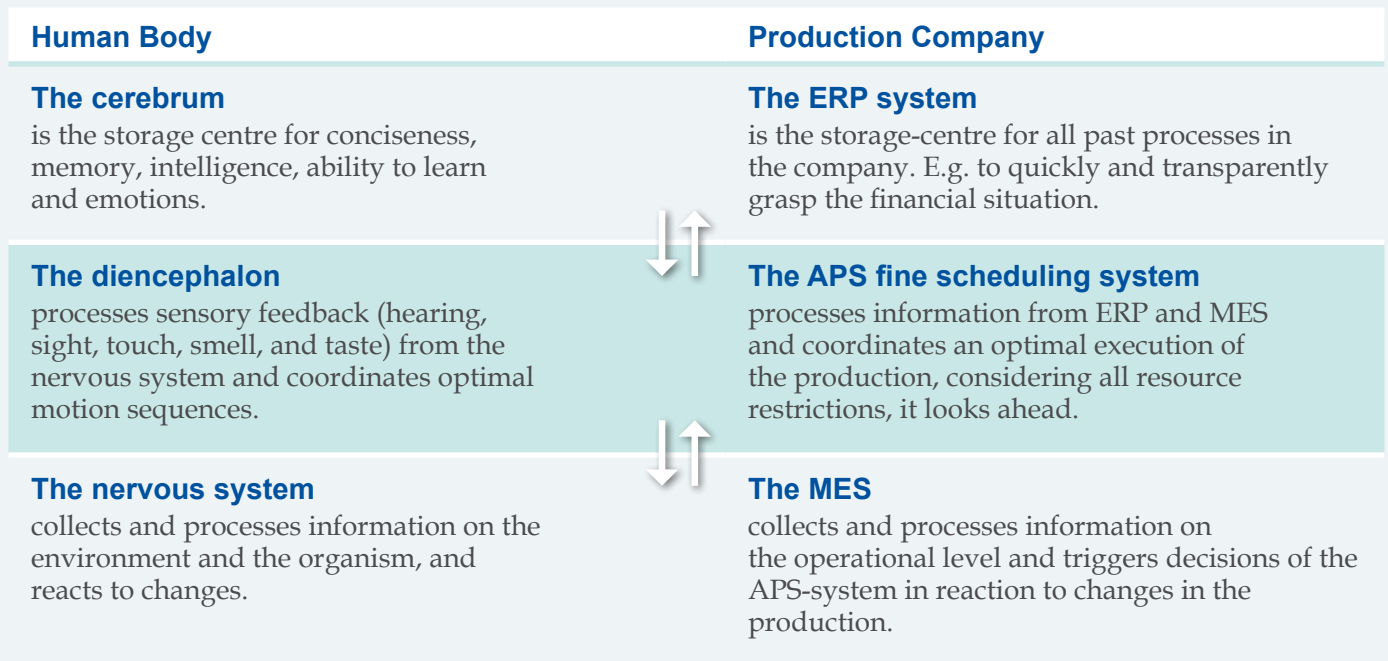 Human Body
Production Company
The cerebrum
is the storage centre for conciseness,
memory, intelligence, ability to learn
and emotions.
The ERP system
is the storage-centre for all past processes in
the company. E.g. to quickly and transparently
grasp the financial situation.
The diencephalon
processes sensory feedback (hearing,
sight, touch, smell, and taste) from the
nervous system and coordinates optimal
motion sequences.
The APS fine scheduling system
processes information from ERP and MES
and coordinates an optimal execution of
the production, considering all resource
restrictions, it looks ahead.
The nervous system
collects and processes information on the
environment and the organism, and
reacts to changes.
The MES
collects and processes information on
the operational level and triggers decisions of the
APS-system in reaction to changes in the
production.